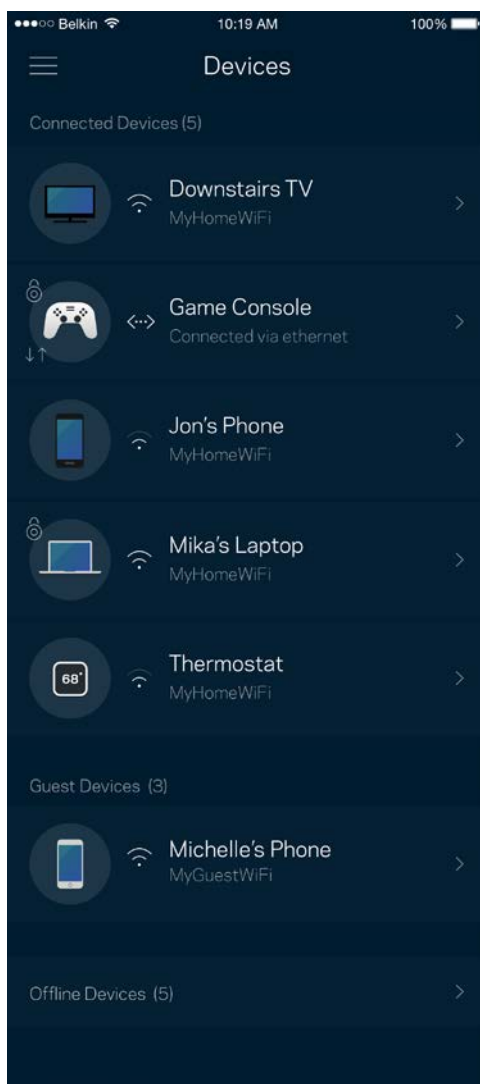 Belkin 10:19 AM 100%
Devices
Connected Devices (5)
Downstairs TV
MyHomeWiFi
Game Console
Connected via ethernet
Jon's Phone
MyHomeWiFi
Mika's Laptop
MyHomeWiFi
68°
Thermostat
MyHomeWiFi
Guest Devices (3)
Michelle's Phone
MyGuestWiFi
Offline Devices (5)